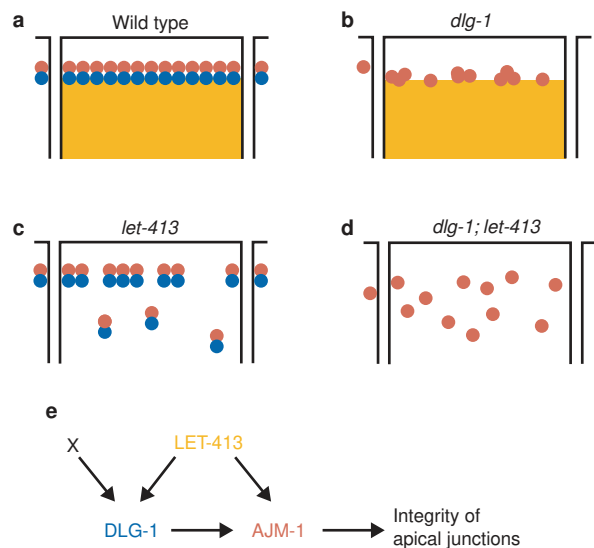 a
Wild type
b
dlg-1
c
let-413
d
dlg-1; let-413
e
X
LET-413
DLG-1
AJM-1
Integrity of
apical junctions